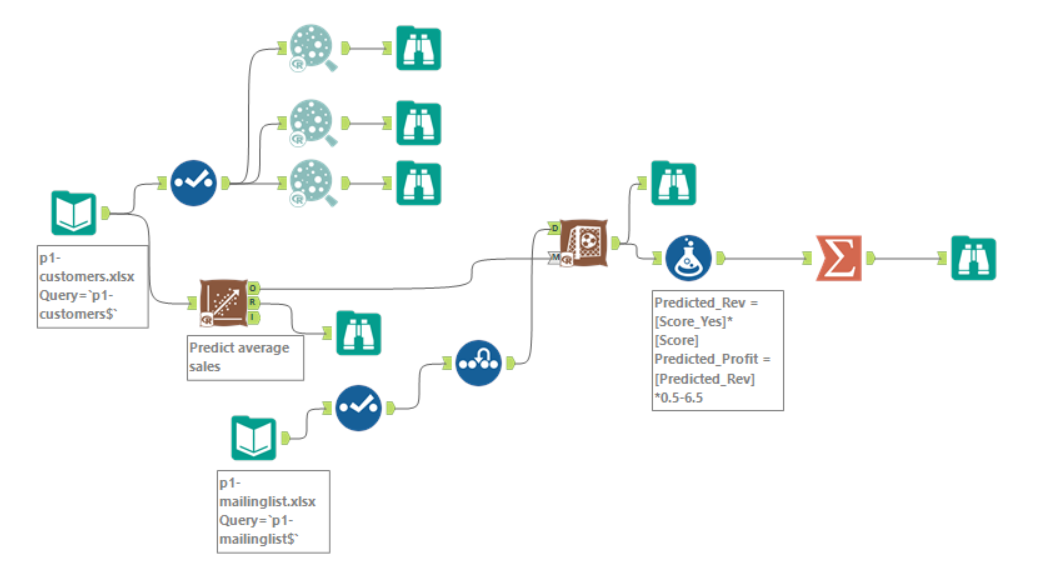 p1-
customers.xlsx
Query=`p1-
customers$`
O
R
I
Predict average
sales
p1-
mailinglist.xlsx
Query=`p1-
mailinglist$`
D
M
R
Predicted_Rev =
[Score_Yes]*
[Score]
Predicted_Profit =
[Predicted_Rev]
*0.5-6.5
Σ